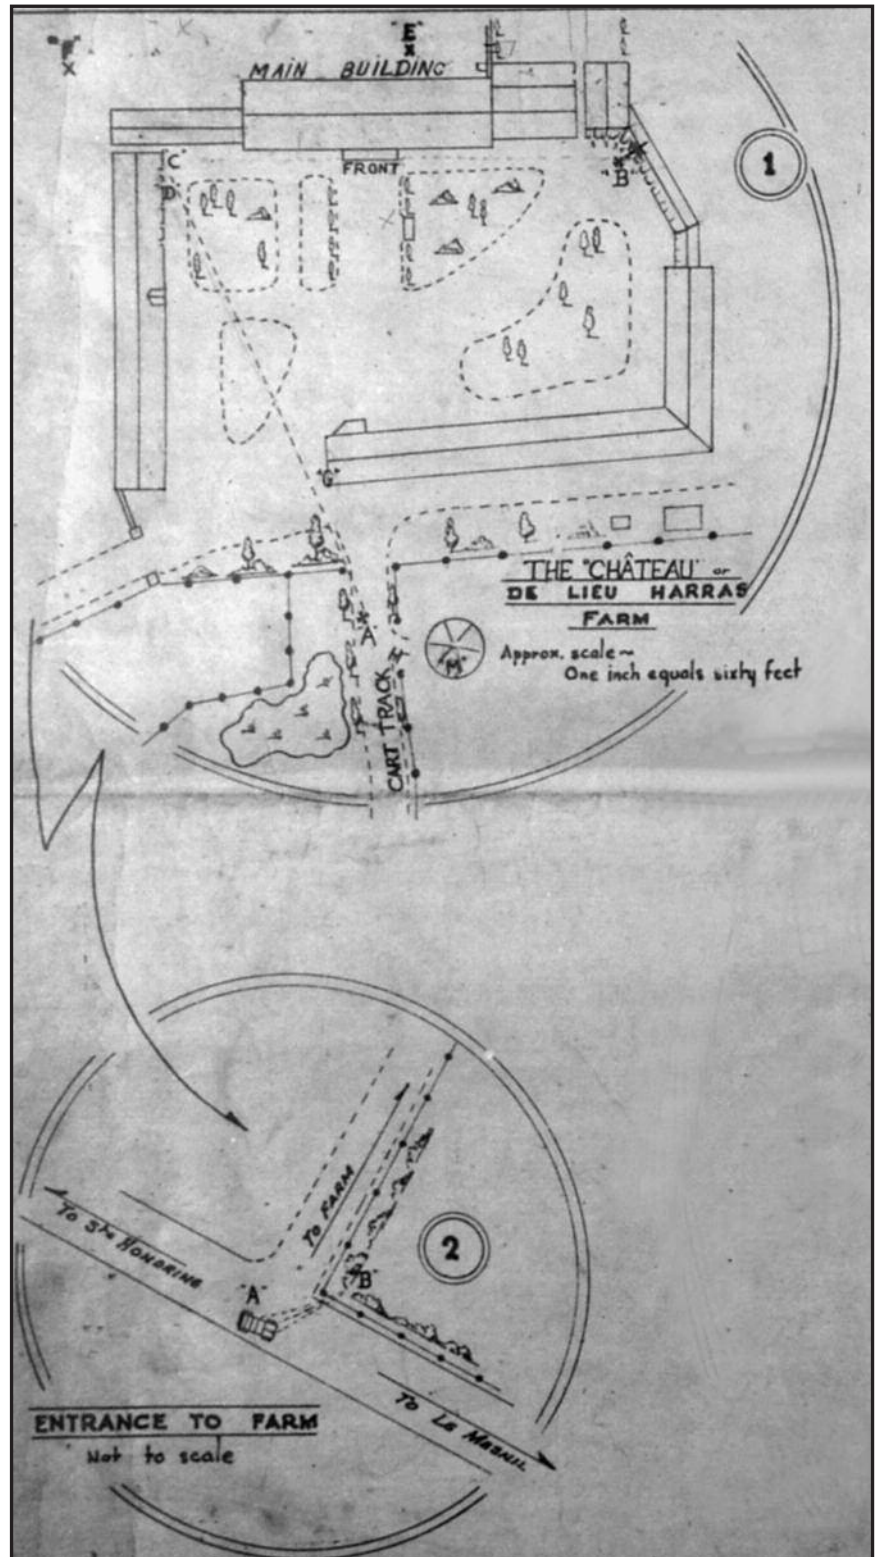 "F"
x
"E"
x
MAIN BUILDING
FRONT
"C"
"D"
x
"B"
1
"G"
THE "CHÂTEAU" or
DE LIEU HARRAS
FARM
Approx. scale ~
One inch equals sixty feet
x
"A"
"M"
CART TRACK
TO FARM
2
TO Ste HONORINE
"A"
"B"
TO LE MESNIL
ENTRANCE TO FARM
Not to scale